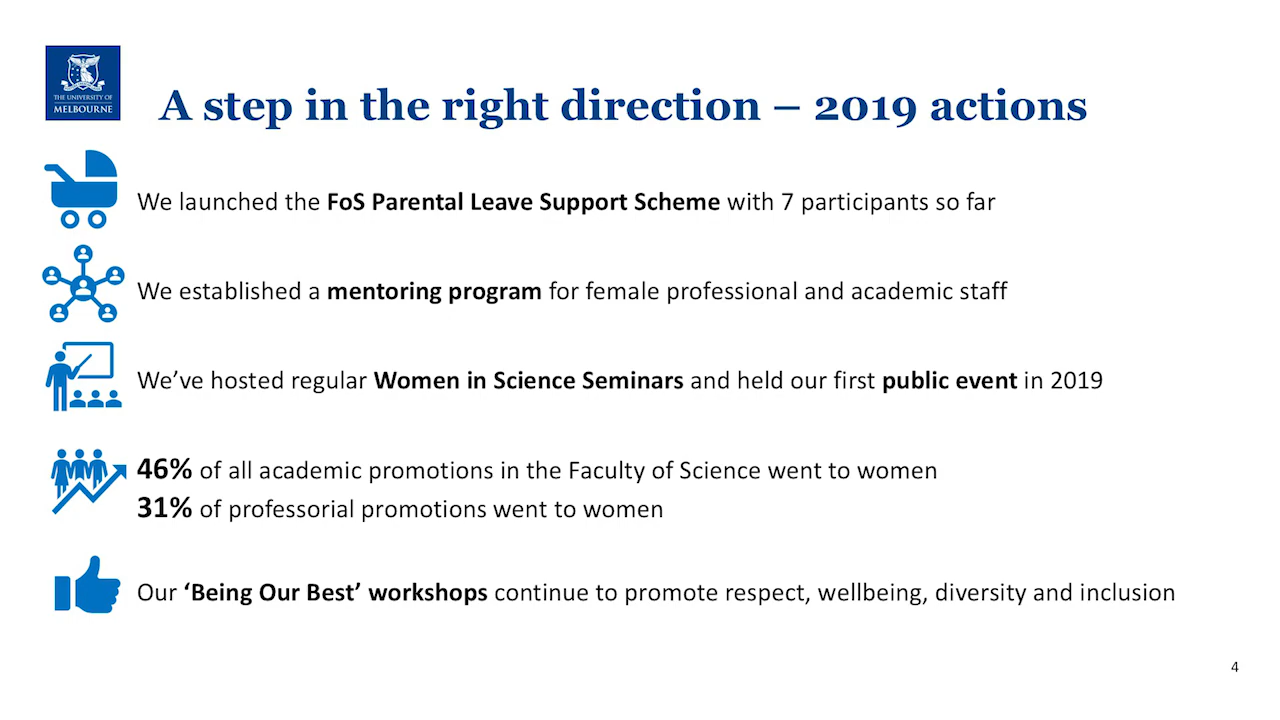 THE UNIVERSITY OF
MELBOURNE
A step in the right direction – 2019 actions
We launched the FoS Parental Leave Support Scheme with 7 participants so far
We established a mentoring program for female professional and academic staff
We’ve hosted regular Women in Science Seminars and held our first public event in 2019
46% of all academic promotions in the Faculty of Science went to women
31% of professorial promotions went to women
Our ‘Being Our Best’ workshops continue to promote respect, wellbeing, diversity and inclusion
4